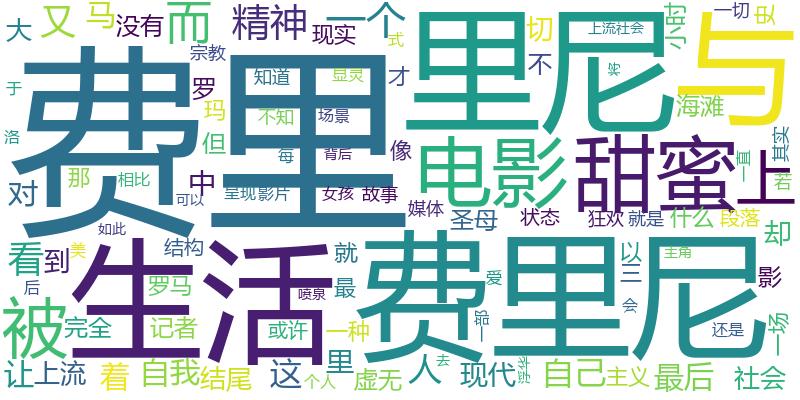 大 又 马 没有 而 精神 一个 式 里尼 切 上流社会 小时 一切 史
于 宗教 现实 才 不 与
费里 罗 知道 显灵 奖 海滩
洛 玛 不知 场景 像 电影 甜蜜 上 其实
但 每 背后 一直
对 那 相比 中 呈现 影片 女孩 故事 若
如此 可以 媒体 圣母 状态 狂欢 就是 什么 段落 却
看 到 美 生活 结构 就 费里尼 以 主角
后 罗马 喷泉 最 爱 三 影
被 完全 记者 或许 一种 一部 会 还是 一场
让 上流 着 自我 结尾 这 里 人 去 现代 浮华 自己 主义 最后 社会
个人 虚无